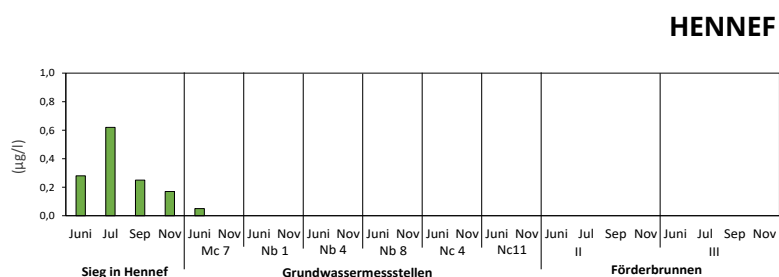 HENNEF
(µg/l)
1,0
0,8
0,6
0,4
0,2
0,0
Juni Jul Sep Nov Juni Nov Juni Nov Juni Nov Juni Nov Juni Nov Juni Nov Juni Jul Sep Nov Juni Jul Sep Nov
Mc 7 Nb 1 Nb 4 Nb 8 Nc 4 Nc11 II III
Sieg in Hennef Grundwassermessstellen Förderbrunnen